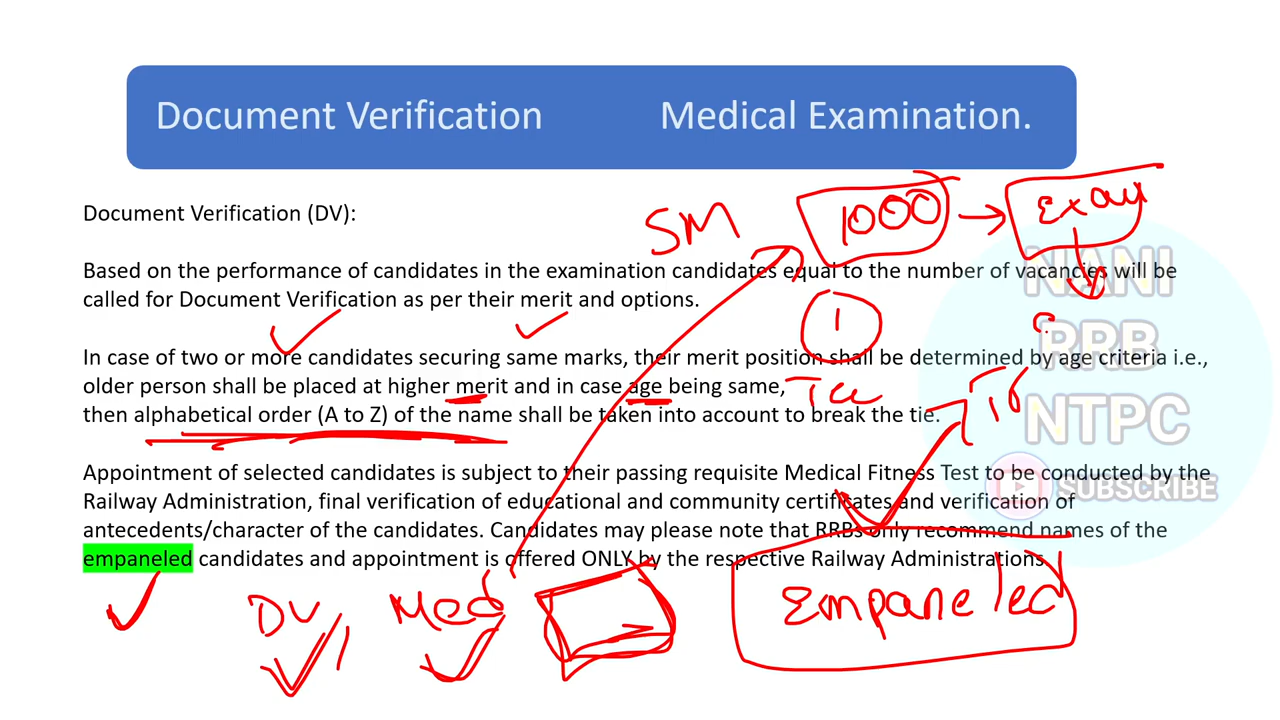 Document Verification Medical Examination.
Document Verification (DV):
SM 1000 Exam
Based on the performance of candidates in the examination candidates equal to the number of vacancies will be
called for Document Verification as per their merit and options.
NANI
1
RRB
In case of two or more candidates securing same marks, their merit position shall be determined by age criteria i.e.,
older person shall be placed at higher merit and in case age being same,
then alphabetical order (A to Z) of the name shall be taken into account to break the tie.
NTPC
Appointment of selected candidates is subject to their passing requisite Medical Fitness Test to be conducted by the
Railway Administration, final verification of educational and community certificates and verification of
SUBSCRIBE
antecedents/character of the candidates. Candidates may please note that RRBs only recommend names of the
empaneled candidates and appointment is offered ONLY by the respective Railway Administrations.
DV, Med Empaneled